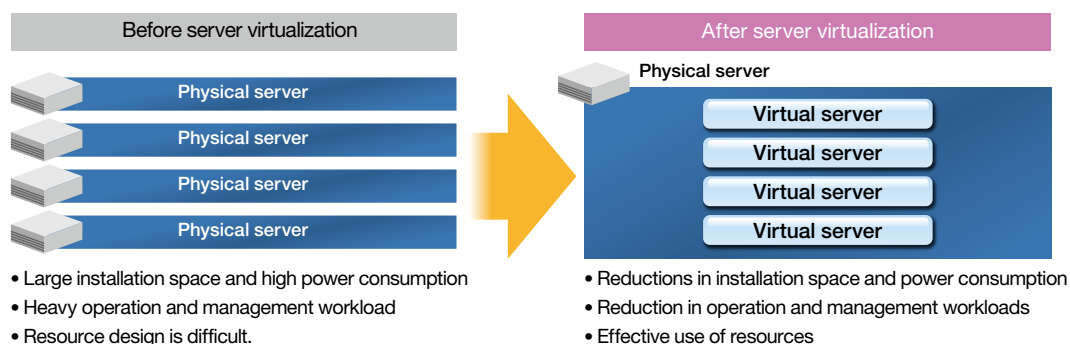 Before server virtualization
Physical server
Physical server
Physical server
Physical server
• Large installation space and high power consumption
• Heavy operation and management workload
• Resource design is difficult.
After server virtualization
Physical server
Virtual server
Virtual server
Virtual server
Virtual server
• Reductions in installation space and power consumption
• Reduction in operation and management workloads
• Effective use of resources